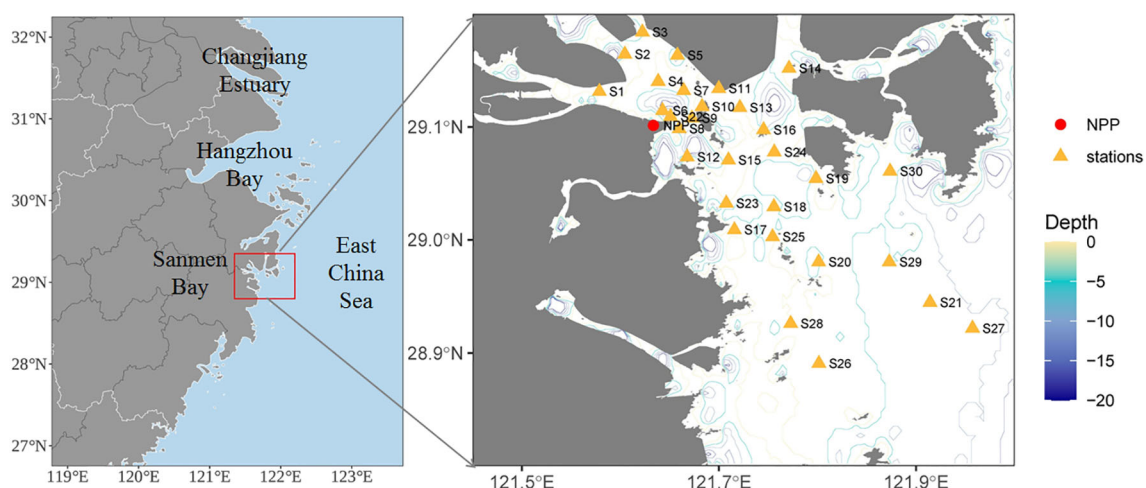 32°N
31°N
30°N
29°N
28°N
27°N
119°E
120°E
121°E
122°E
123°E
Changjiang
Estuary
Hangzhou
Bay
Sanmen
Bay
East
China
Sea
29.1°N
29.0°N
28.9°N
121.5°E
121.7°E
121.9°E
S3
S2
S5
S14
S4
S1
S7
S11
S6
S10
S13
S22
S9
NPP
S8
S16
S12
S15
S24
S30
S19
S23
S18
S17
S25
S20
S29
S21
S28
S27
S26
NPP
stations
Depth
0
−5
−10
−15
−20